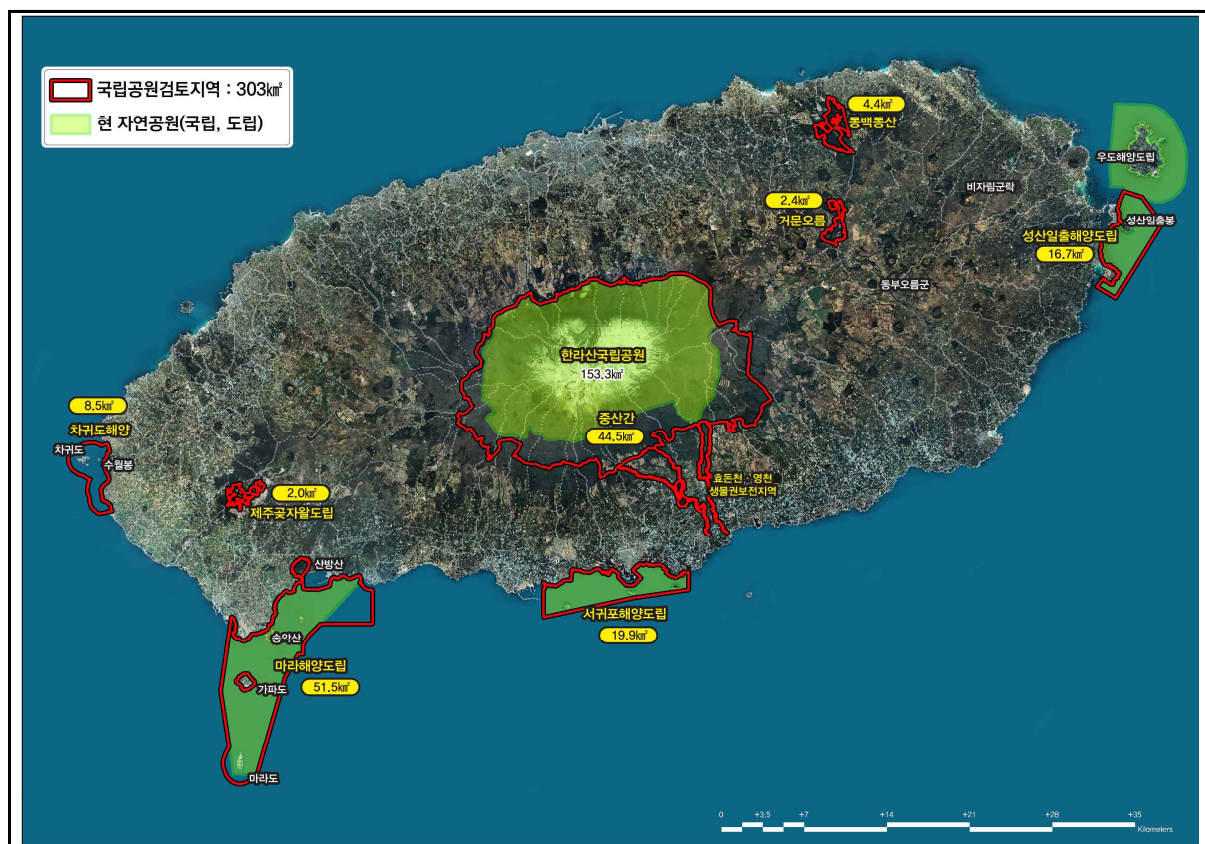 국립공원검토지역 : 303㎢
현 자연공원(국립, 도립)
4.4㎢
동백동산
우도해양도립
비자림군락
2.4㎢
거문오름
성산일출봉
성산일출해양도립
16.7㎢
동부오름군
한라산국립공원
153.3㎢
중산간
44.5㎢
8.5㎢
차귀도해양
차귀도
수월봉
효돈천·영천
생물권보전지역
2.0㎢
제주곶자왈도립
산방산
서귀포해양도립
19.9㎢
송악산
마라해양도립
가파도
51.5㎢
마라도
0 +3.5 +7 +14 +21 +28 +35
Kilometers